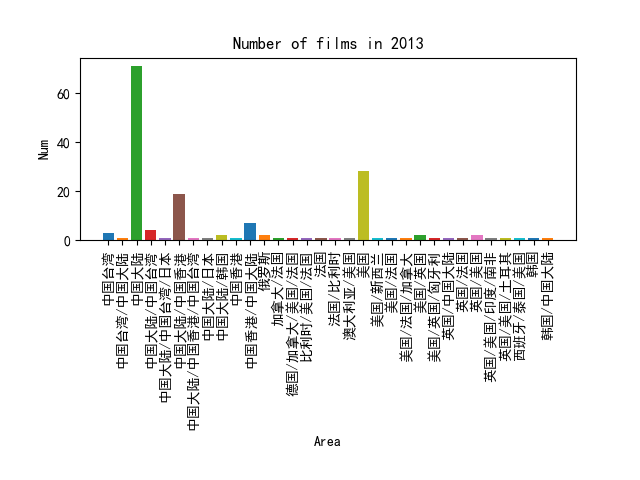 Number of films in 2013
Num
60
40
20
0
中国台湾
中国台湾/中国大陆
中国大陆
中国大陆/中国台湾
中国大陆/中国台湾/日本
中国大陆/中国香港
中国大陆/中国香港/中国台湾
中国大陆/日本
中国大陆/韩国
中国香港
中国香港/中国大陆
俄罗斯
加拿大/法国
德国/加拿大/美国/法国
比利时/美国/法国
法国
法国/比利时
澳大利亚/美国
美国
美国/新西兰
美国/法国
美国/法国/加拿大
美国/英国
美国/英国/匈牙利
英国/中国大陆
英国/法国
英国/美国
英国/美国/印度/南非
英国/美国/土耳其
西班牙/泰国/美国
韩国
韩国/中国大陆
Area